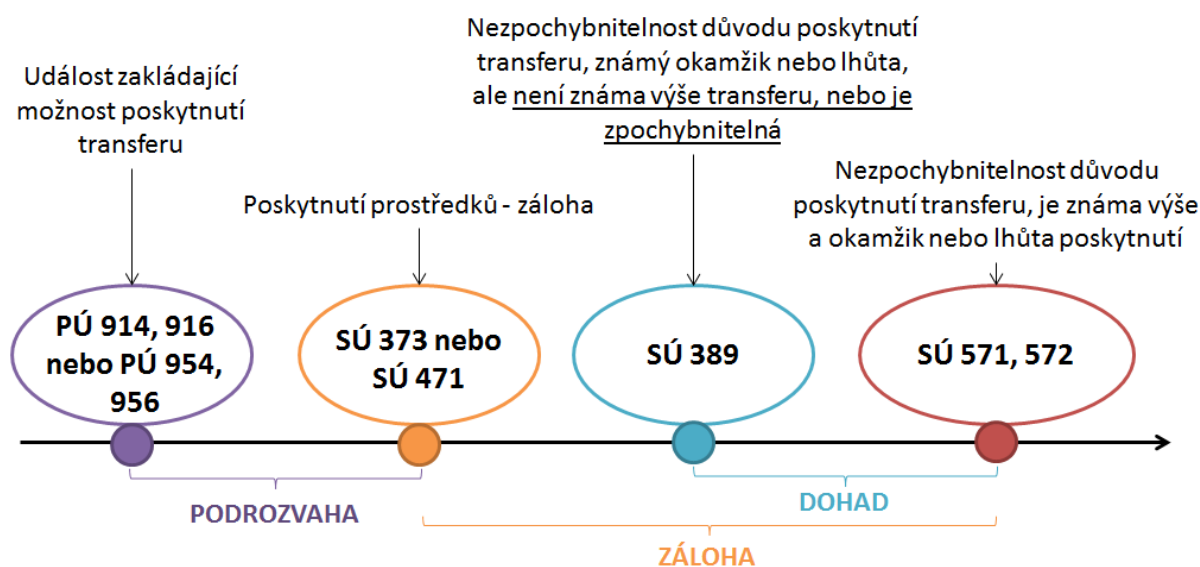 Nezpochybnitelnost důvodu poskytnutí
transferu, známý okamžik nebo lhůta,
ale není známa výše transferu, nebo je
zpochybnitelná
Událost zakládající
možnost poskytnutí
transferu
Poskytnutí prostředků - záloha
Nezpochybnitelnost důvodu
poskytnutí transferu, je známa výše
a okamžik nebo lhůta poskytnutí
PÚ 914, 916
nebo PÚ 954,
956
SÚ 373 nebo
SÚ 471
SÚ 389
SÚ 571, 572
PODROZVAHA
DOHAD
ZÁLOHA